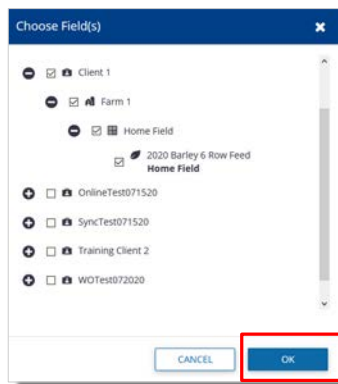 Choose Field(s)
Client 1
Farm 1
Home Field
2020 Barley 6 Row Feed
Home Field
OnlineTest071520
SyncTest071520
Training Client 2
WOTest072020
CANCEL
OK